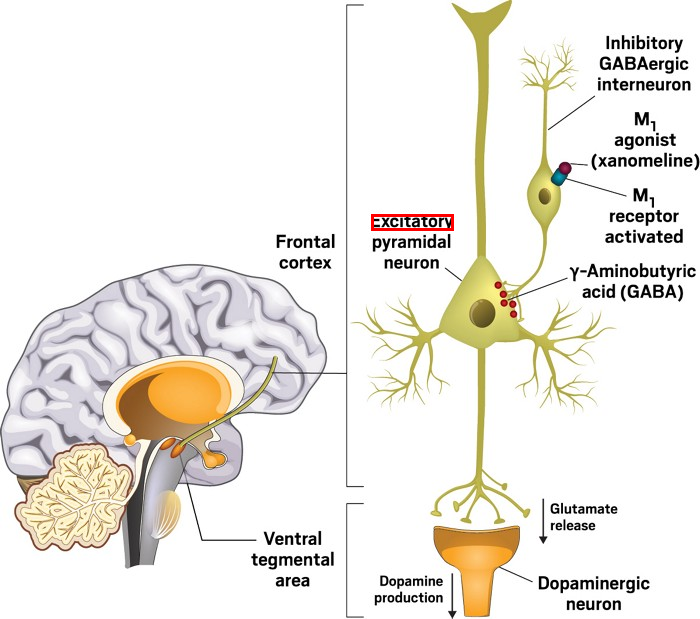 Inhibitory
GABAergic
interneuron
M1
agonist
(xanomeline)
M1
receptor
activated
Excitatory
pyramidal
neuron
Frontal
cortex
γ-Aminobutyric
acid (GABA)
Glutamate
release
Ventral
tegmental
area
Dopamine
production
Dopaminergic
neuron